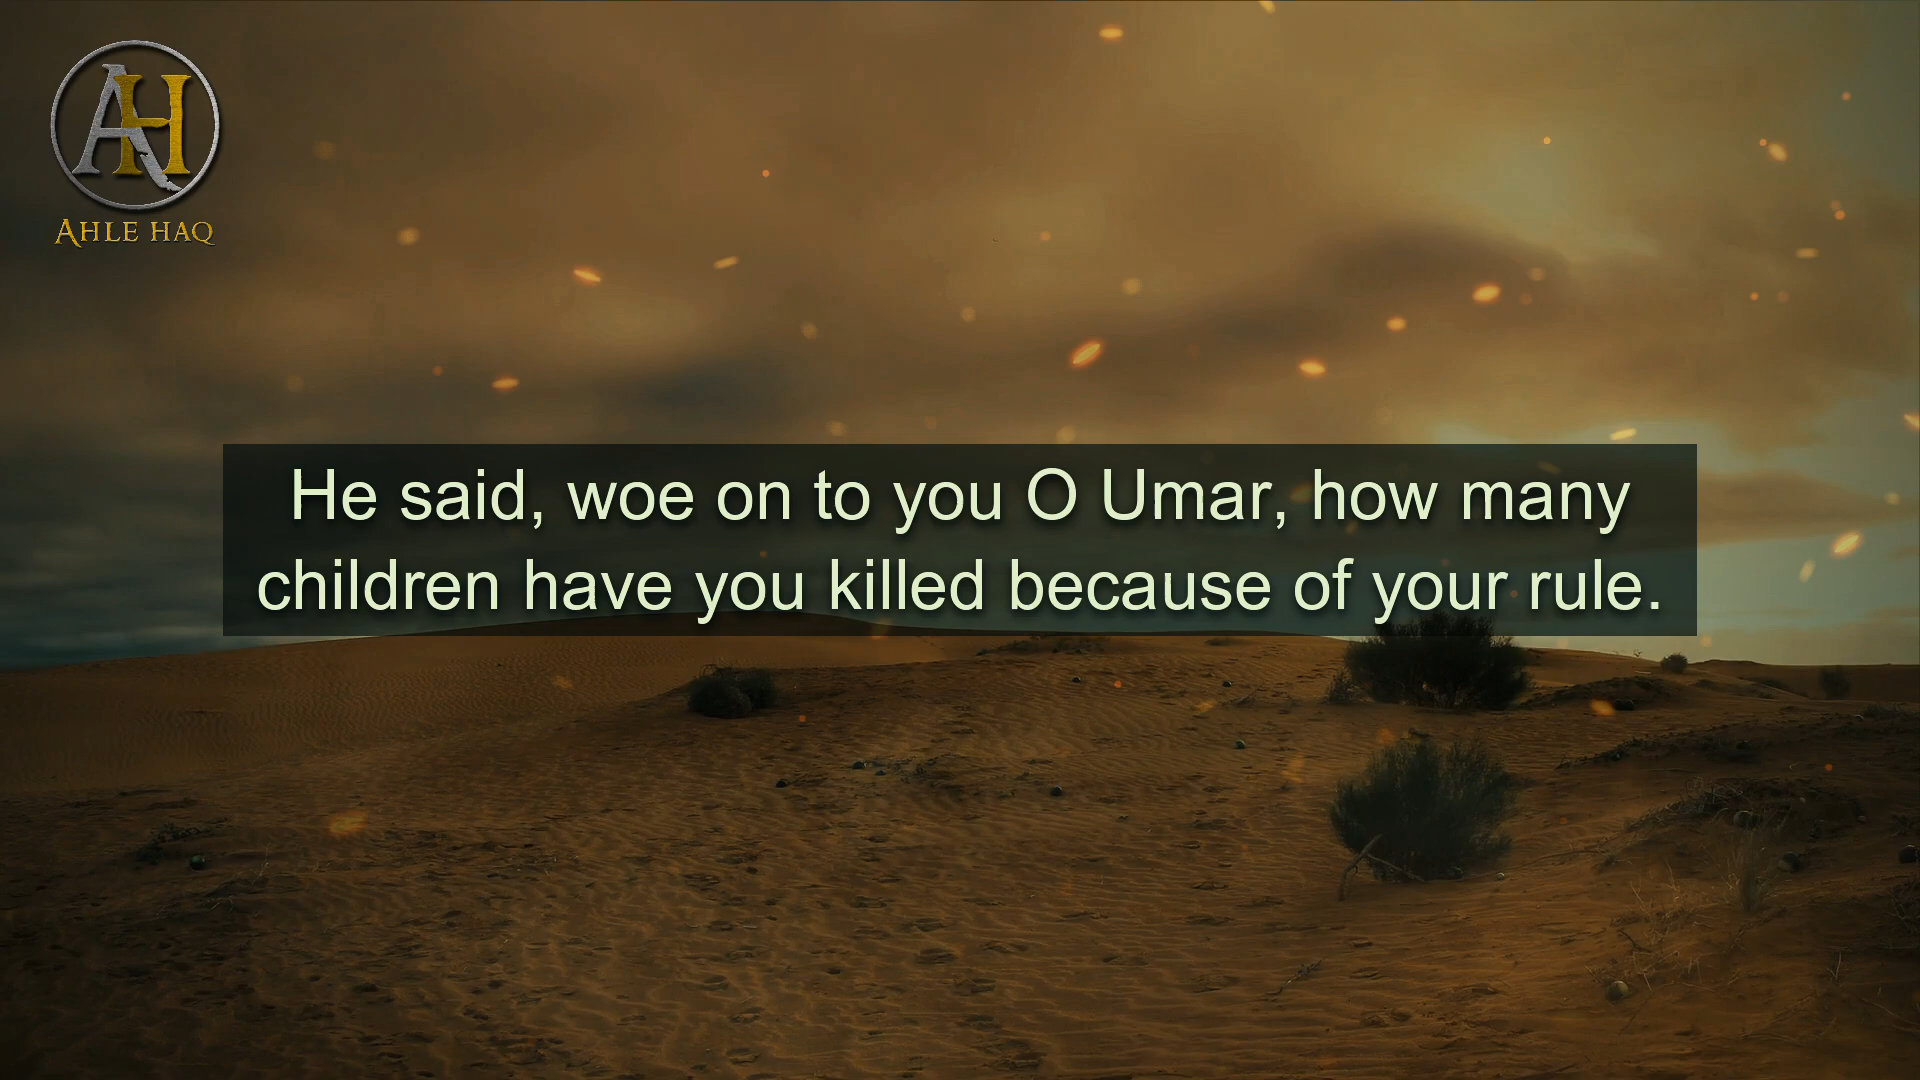 AH
AHLE HAQ
He said, woe on to you O Umar, how many
children have you killed because of your rule.